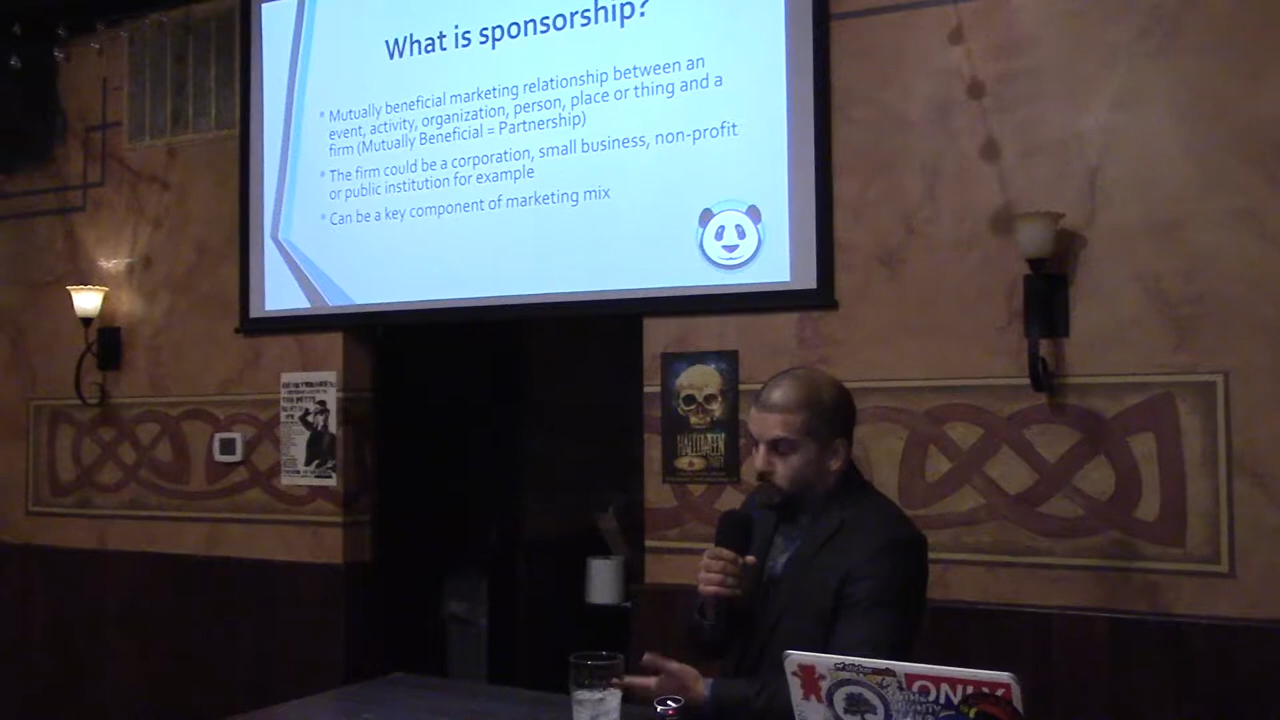 What is sponsorship?
* Mutually beneficial marketing relationship between an
event, activity, organization, person, place or thing and a
firm (Mutually Beneficial = Partnership)
* The firm could be a corporation, small business, non-profit
or public institution for example
* Can be a key component of marketing mix
HALLOWEEN
sticker
ONLY